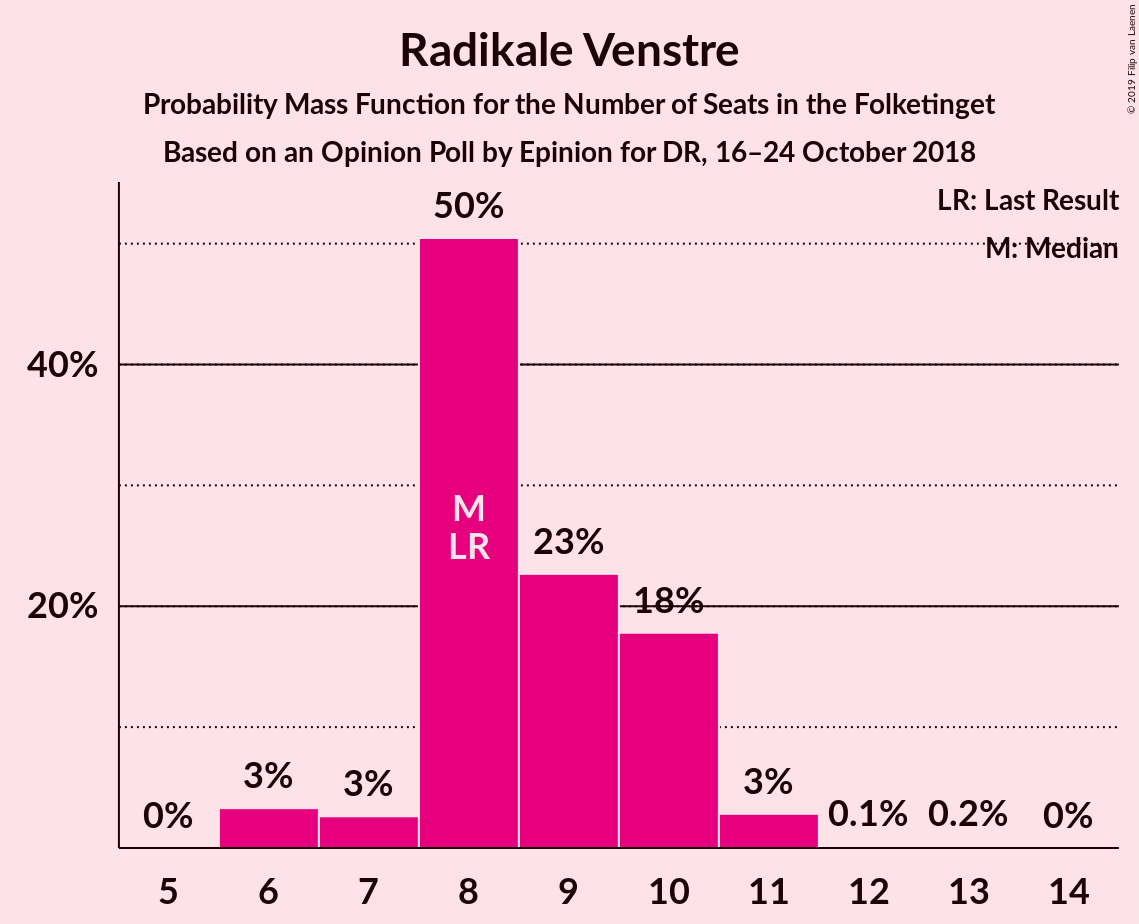 Radikale Venstre
Probability Mass Function for the Number of Seats in the Folketinget
Based on an Opinion Poll by Epinion for DR, 16–24 October 2018
© 2019 Filip van Laenen
LR: Last Result
M: Median
40%
20%
0%
3%
3%
50%
M
LR
23%
18%
3%
0.1%
0.2%
0%
5 6 7 8 9 10 11 12 13 14